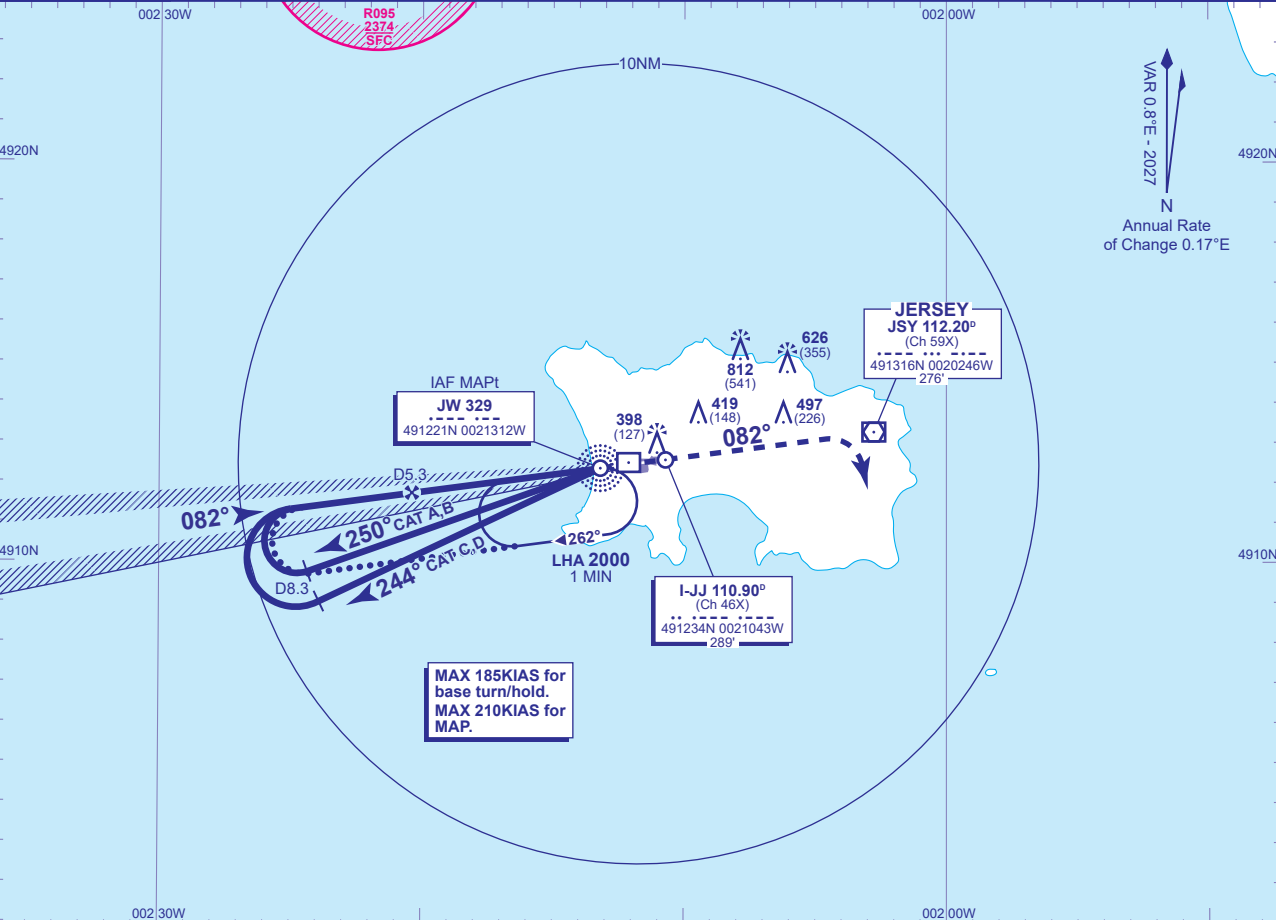 002 30W
002 00W
R095
2374
SFC
10NM
VAR 0.8°E - 2027
4920N
4920N
N
Annual Rate
of Change 0.17°E
JERSEY
JSY 112.20ᴰ
(Ch 59X)
491316N 0020246W
276'
626
(355)
812
(541)
IAF MAPt
JW 329
491221N 0021312W
398
(127)
419
(148)
497
(226)
082°
D5.3
082°
250° CAT A,B
262°
4910N
4910N
LHA 2000
1 MIN
D8.3
244° CAT C,D
I-JJ 110.90ᴰ
(Ch 46X)
491234N 0021043W
289'
MAX 185KIAS for
base turn/hold.
MAX 210KIAS for
MAP.
002 30W
002 00W